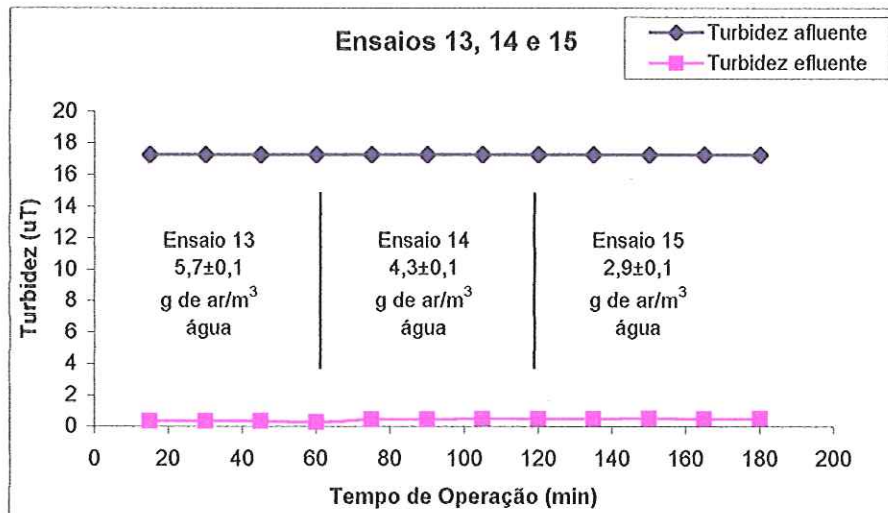 Ensaios 13, 14 e 15
Turbidez afluente
Turbidez efluente
Turbidez (uT)
20
18
16
14
12
10
8
6
4
2
0
Ensaio 13
5,7±0,1
g de ar/m³
água
Ensaio 14
4,3±0,1
g de ar/m³
água
Ensaio 15
2,9±0,1
g de ar/m³
água
0 20 40 60 80 100 120 140 160 180 200
Tempo de Operação (min)